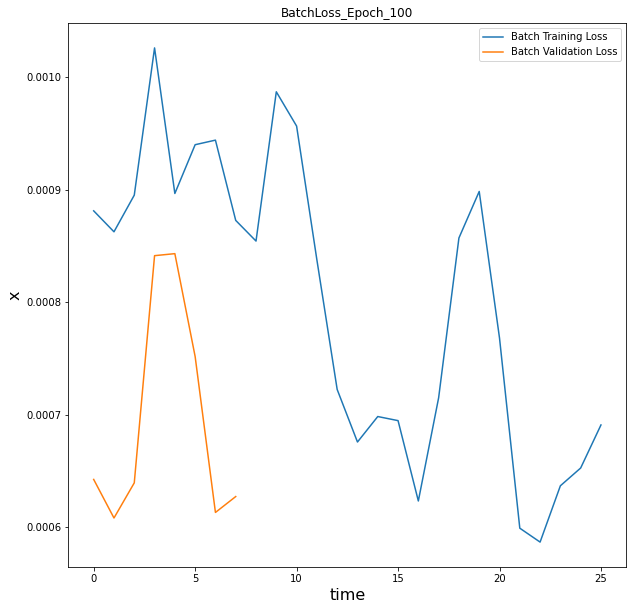 BatchLoss_Epoch_100
Batch Training Loss
Batch Validation Loss
0.0010
0.0009
0.0008
0.0007
0.0006
x
0 5 10 15 20 25
time